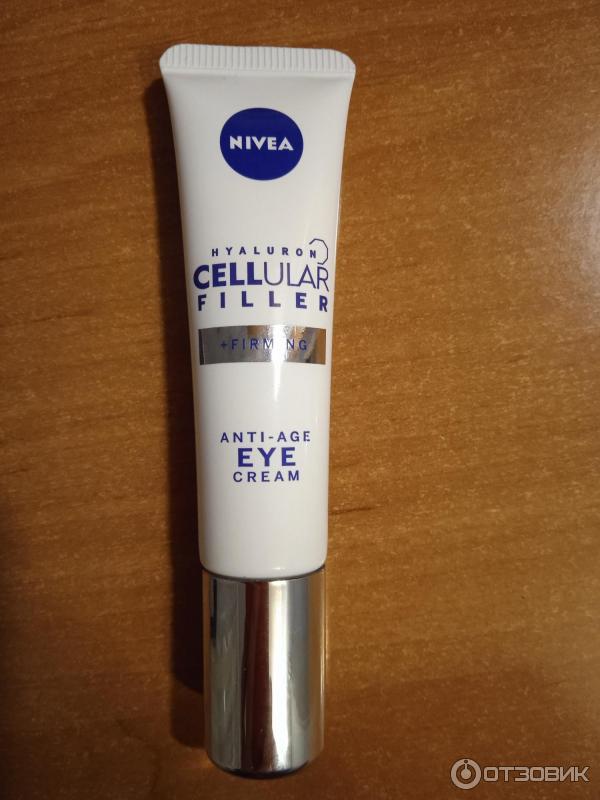 NIVEA
HYALURON
CELLULAR
FILLER
+FIRMING
ANTI-AGE
EYE
CREAM
ОТЗОВИК